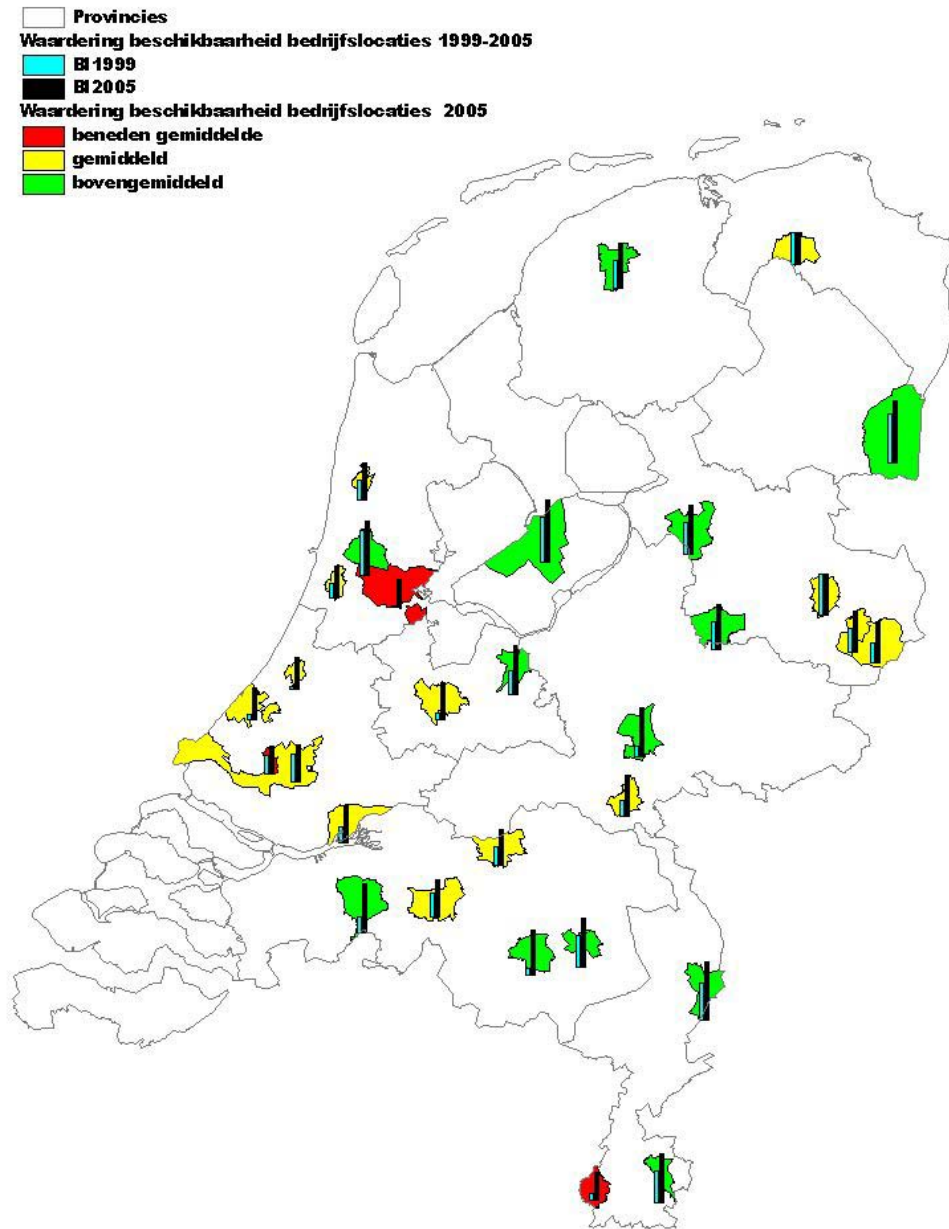 Provincies
Waardering beschikbaarheid bedrijfslocaties 1999-2005
BI1999
BI2005
Waardering beschikbaarheid bedrijfslocaties 2005
beneden gemiddelde
gemiddeld
bovengemiddeld